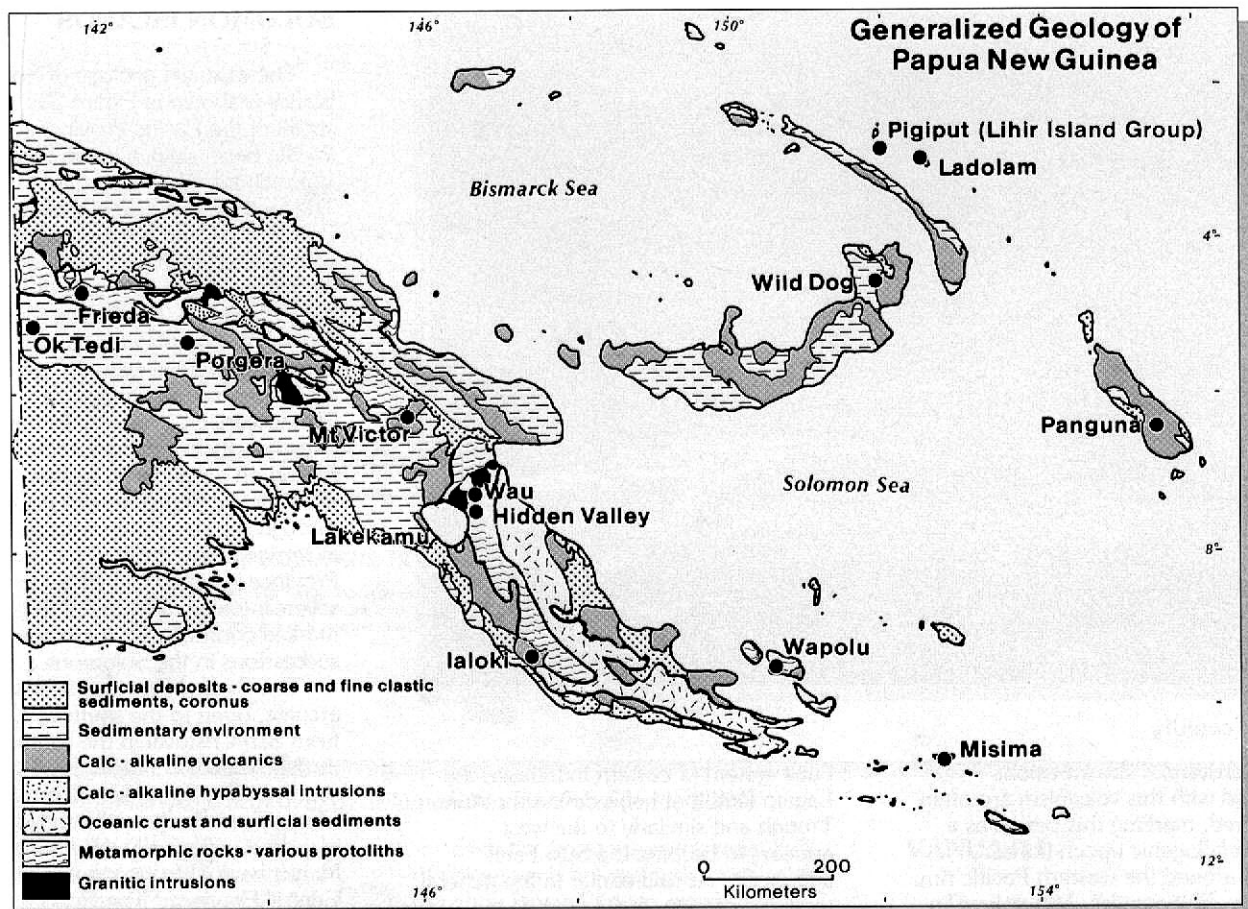 142°
146
150
Generalized Geology of
Papua New Guinea
Pigiput (Lihir Island Group)
Ladolam
Bismarck Sea
4°
Wild Dog
Frieda
Ok Tedi
Porgera
Mt Victor
Panguna
Solomon Sea
Wau
Hidden Valley
Lakekamu
8°
Ialoki
Wapolu
Surficial deposits - coarse and fine clastic
sediments, coronus
Sedimentary environment
Misima
Calc - alkaline volcanics
Calc - alkaline hypabyssal intrusions
Oceanic crust and surficial sediments
Metamorphic rocks - various protoliths
12°
0 200
Kilometers
Granitic intrusions
146
154